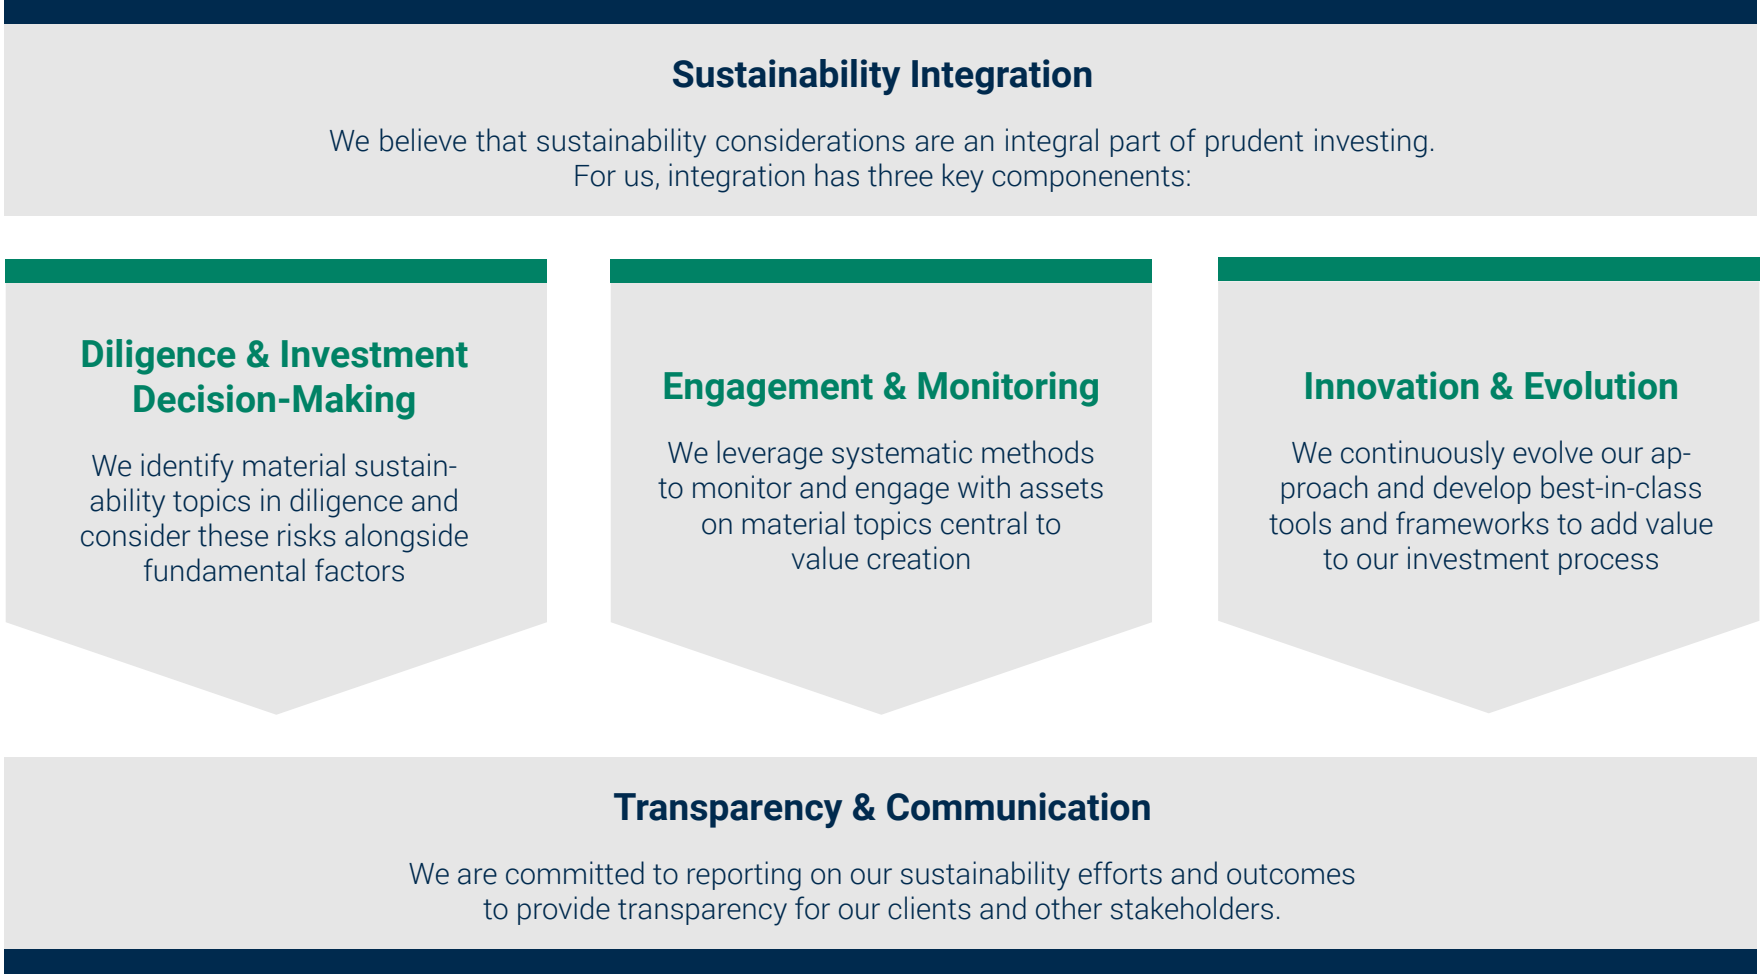 Sustainability Integration
We believe that sustainability considerations are an integral part of prudent investing.
For us, integration has three key componenents:
Diligence & Investment
Decision-Making
We identify material sustain-
ability topics in diligence and
consider these risks alongside
fundamental factors
Engagement & Monitoring
We leverage systematic methods
to monitor and engage with assets
on material topics central to
value creation
Innovation & Evolution
We continuously evolve our ap-
proach and develop best-in-class
tools and frameworks to add value
to our investment process
Transparency & Communication
We are committed to reporting on our sustainability efforts and outcomes
to provide transparency for our clients and other stakeholders.